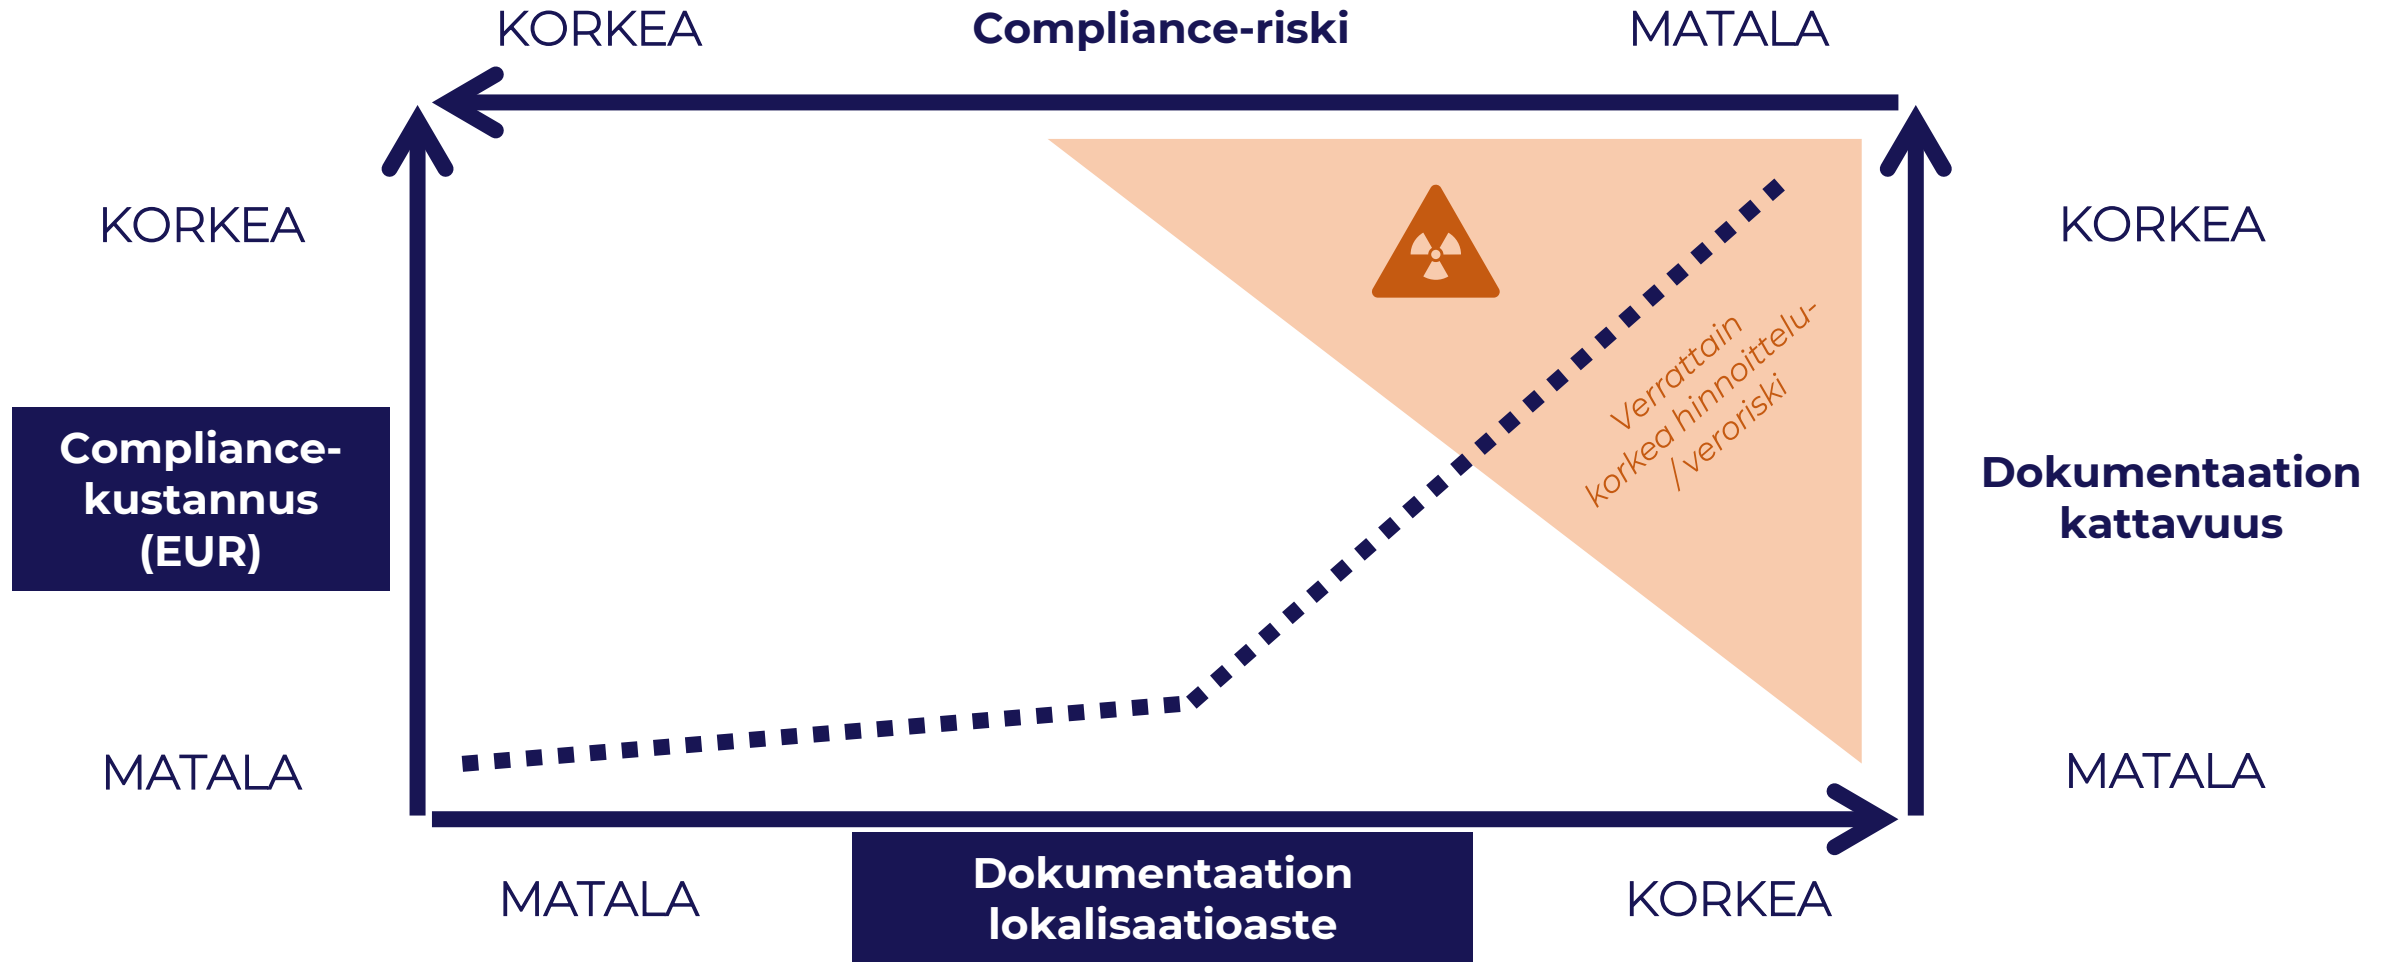 KORKEA
Compliance-riski
MATALA
KORKEA
KORKEA
Verrattain
korkea hinnoittelu-
/ veroriski
Compliance-
kustannus
(EUR)
Dokumentaation
kattavuus
MATALA
MATALA
MATALA
Dokumentaation
lokalisaatioaste
KORKEA